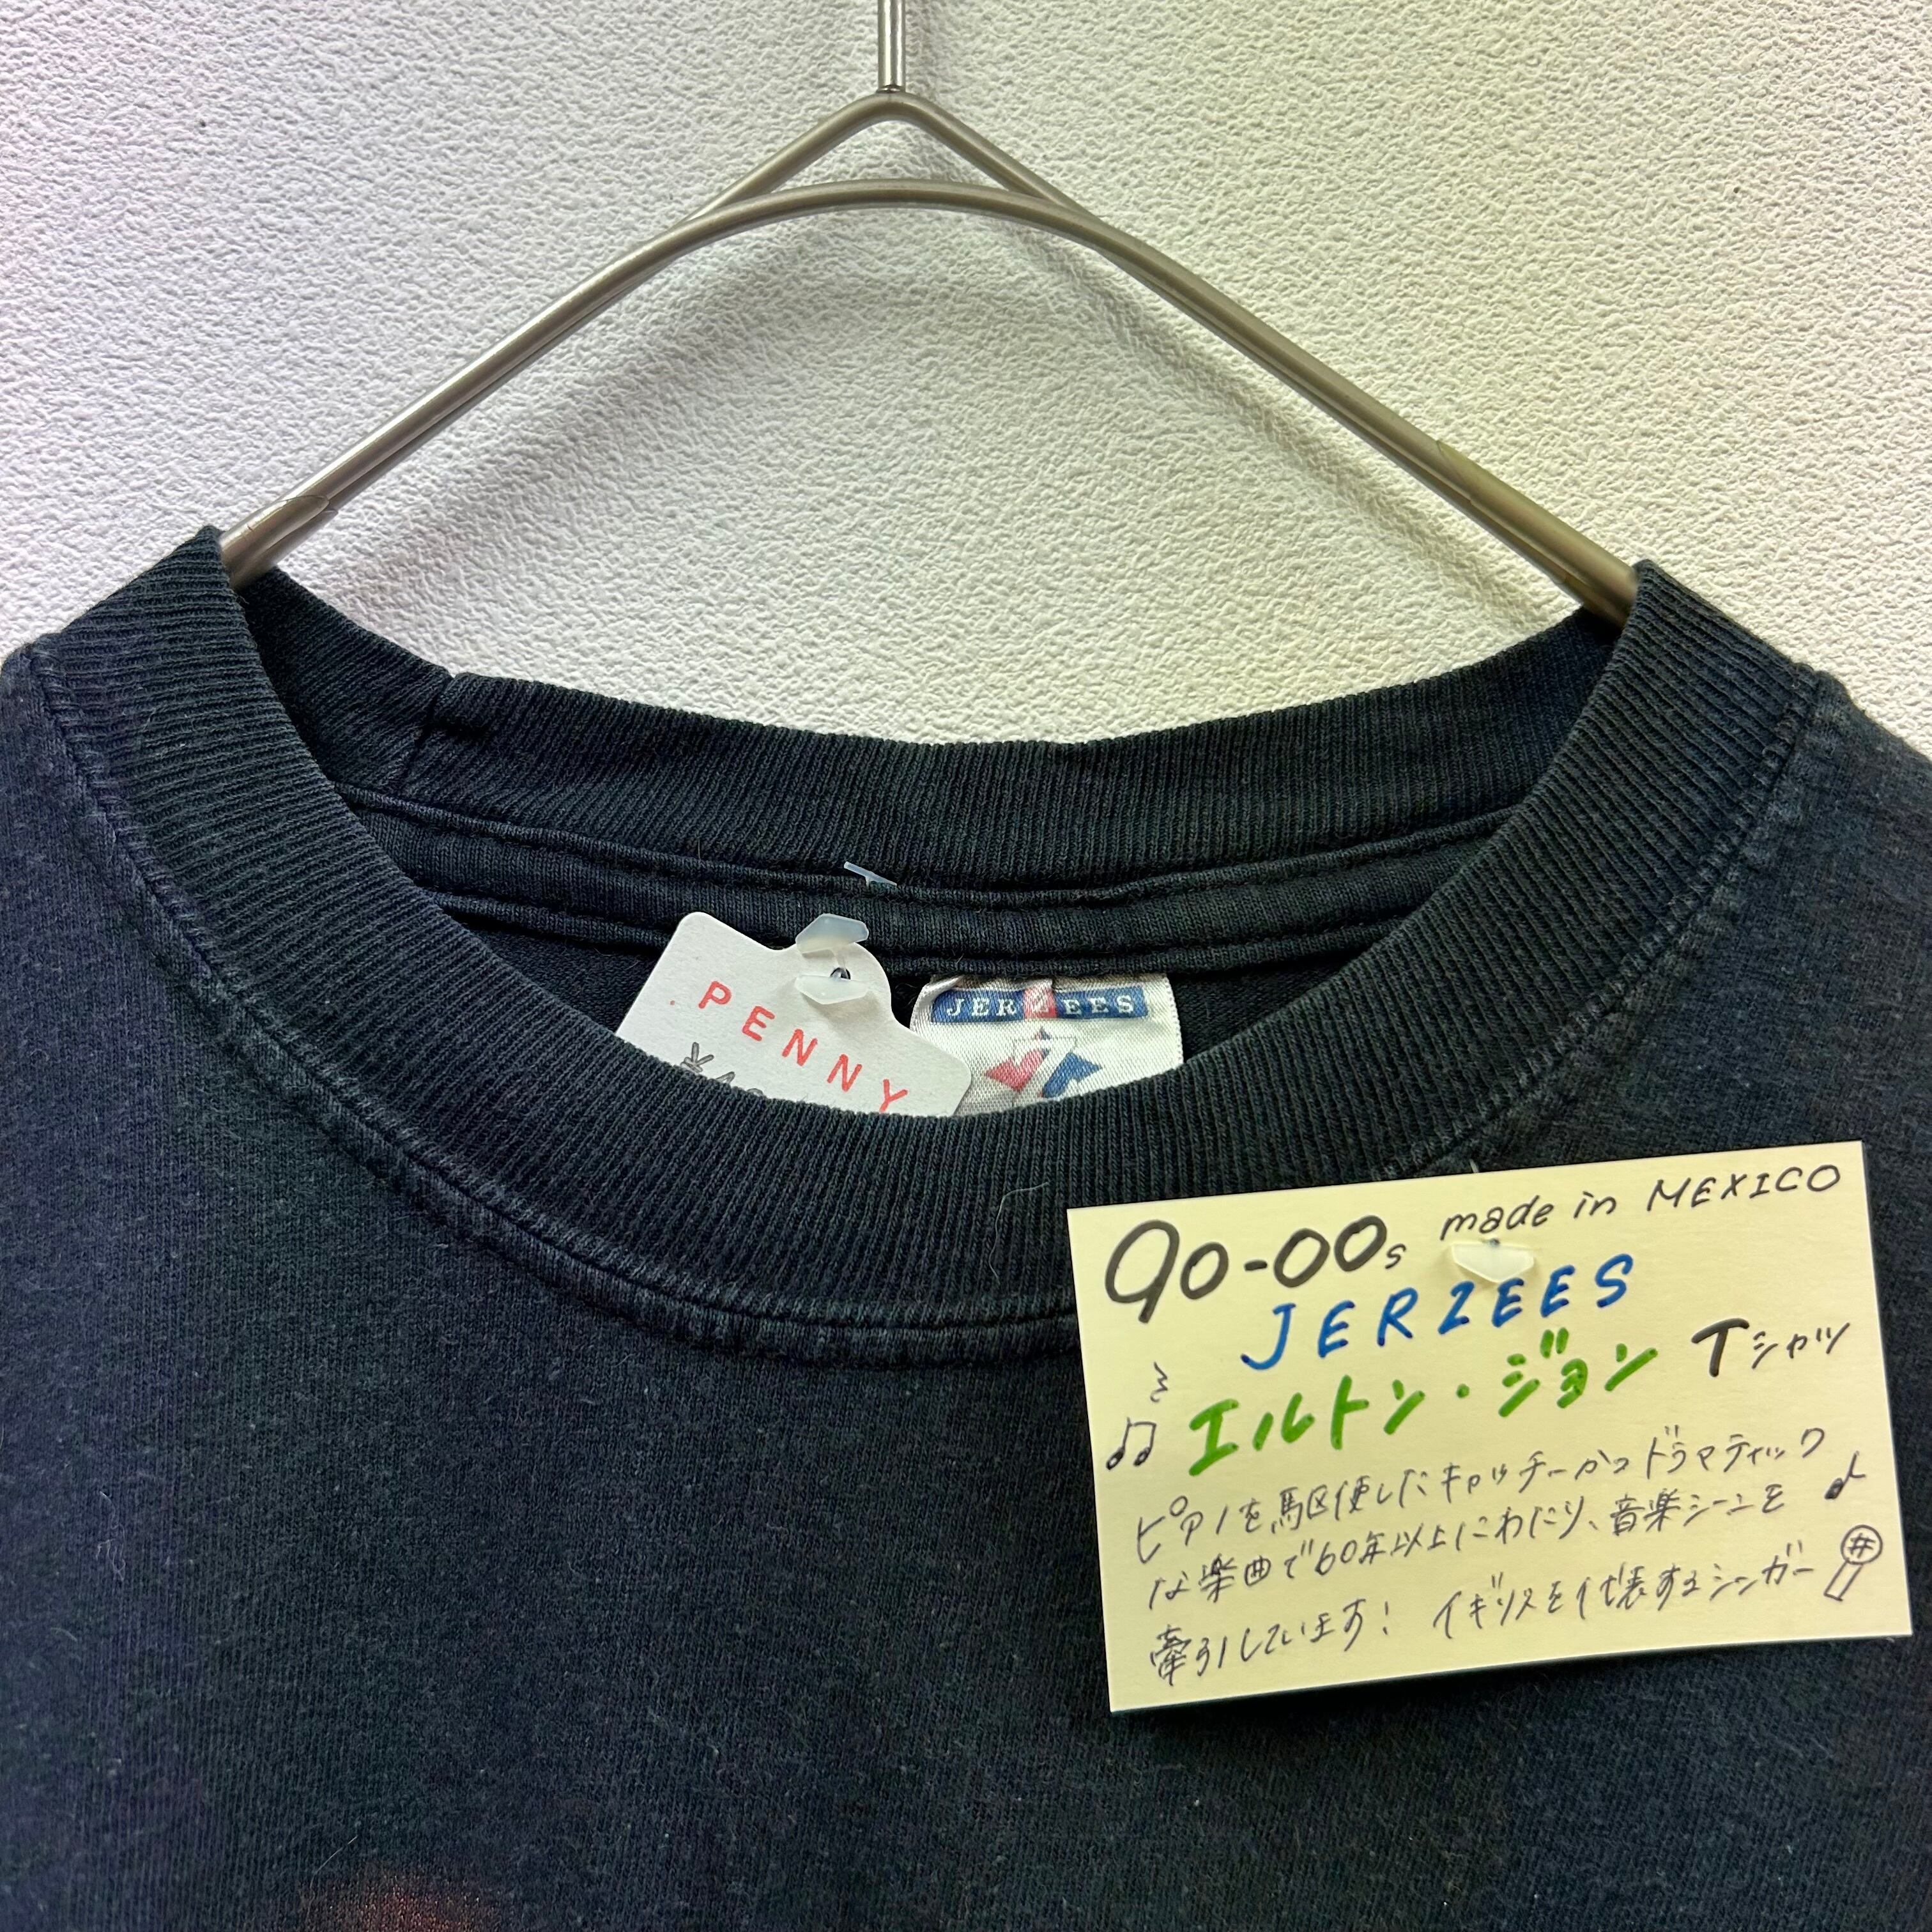 PENNY
JERZEES
90-00s made in MEXICO
JERZEES
エルトン・ジョン Tシャツ
ピアノを駆使したキャッチーかつドラマティック
な楽曲で60年以上にわたり、音楽シーンを
牽引しています! イギリスを代表するシンガー